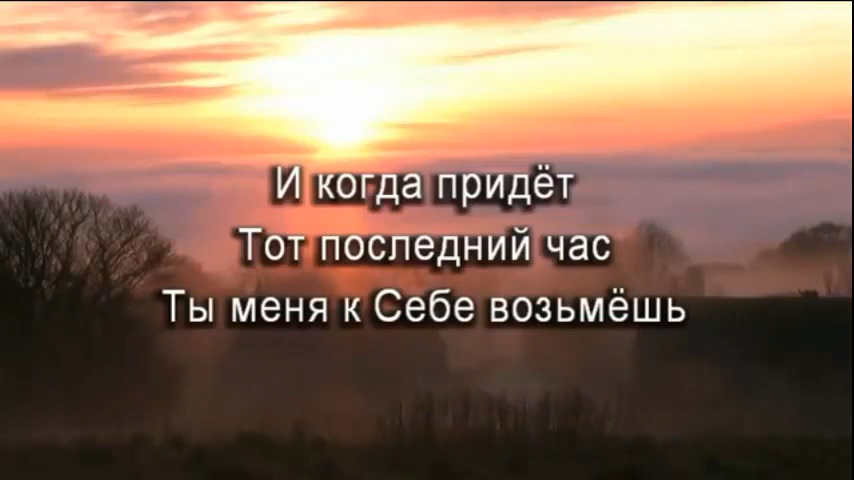 И когда придёт
Тот последний час
Ты меня к Себе возьмёшь